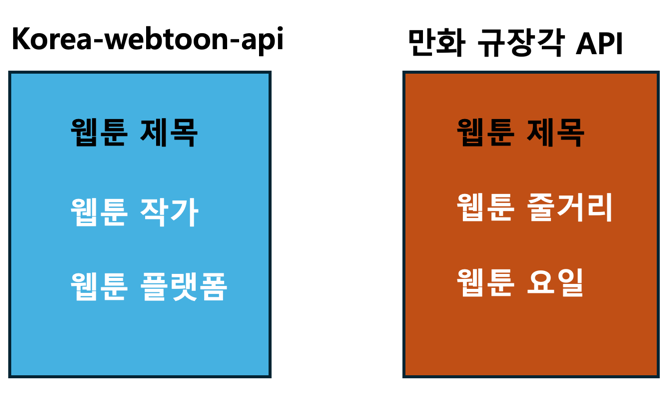 Korea-webtoon-api
웹툰 제목
웹툰 작가
웹툰 플랫폼
만화 규장각 API
웹툰 제목
웹툰 줄거리
웹툰 요일